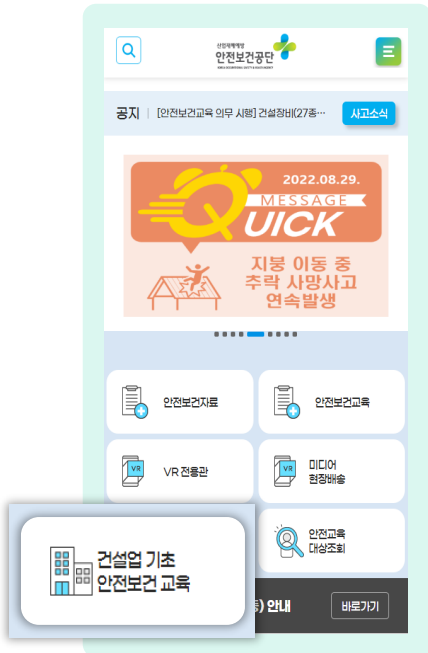 산업재해예방
안전보건공단
공지 | [안전보건교육 의무 시행] 건설장비(27종…
사고소식
2022.08.29.
MESSAGE
QUICK
지붕 이동 중
추락 사망사고
연속발생
안전보건자료
안전보건교육
VR
VR 전용관
VR
미디어
현장배송
건설업 기초
안전보건 교육
안전교육
대상조회
) 안내
바로가기